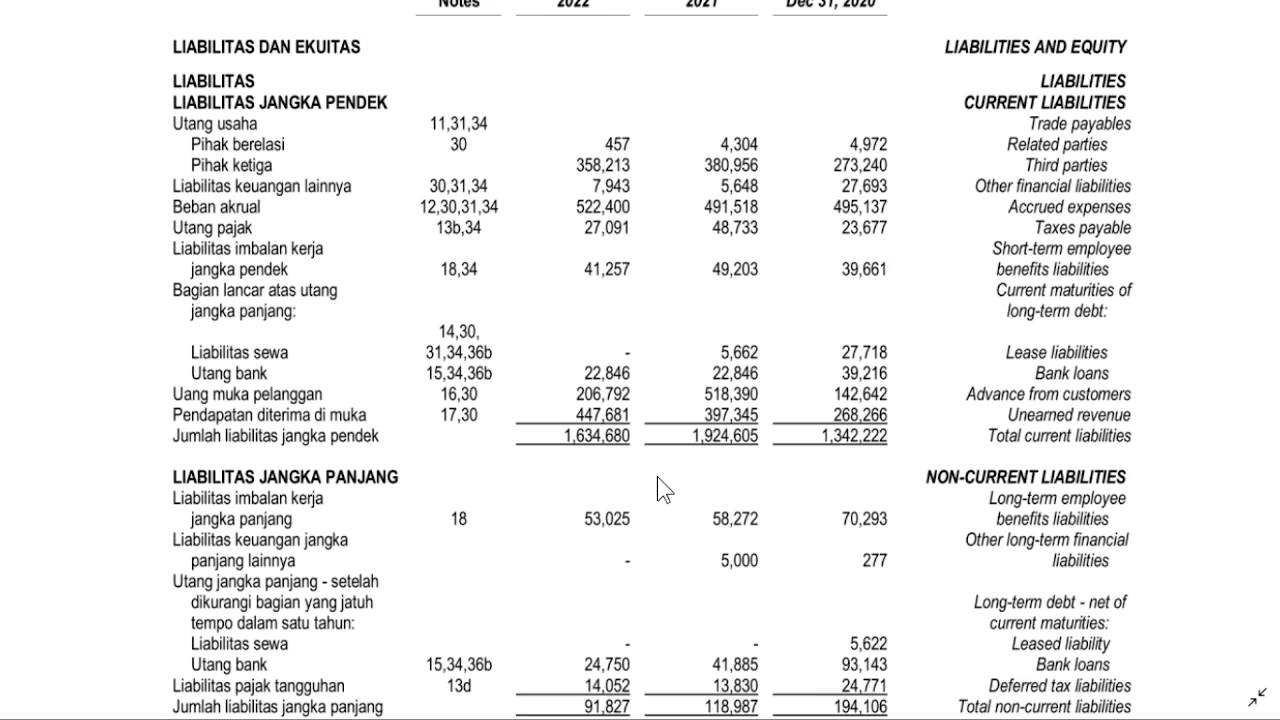 Notes 2022 2021 Dec 31, 2020
LIABILITAS DAN EKUITAS LIABILITIES AND EQUITY
LIABILITAS LIABILITIES
LIABILITAS JANGKA PENDEK CURRENT LIABILITIES
Utang usaha 11,31,34 Trade payables
Pihak berelasi 30 457 4,304 4,972 Related parties
Pihak ketiga 358,213 380,956 273,240 Third parties
Liabilitas keuangan lainnya 30,31,34 7,943 5,648 27,693 Other financial liabilities
Beban akrual 12,30,31,34 522,400 491,518 495,137 Accrued expenses
Utang pajak 13b,34 27,091 48,733 23,677 Taxes payable
Liabilitas imbalan kerja Short-term employee
jangka pendek 18,34 41,257 49,203 39,661 benefits liabilities
Bagian lancar atas utang Current maturities of
jangka panjang: long-term debt:
14,30,
Liabilitas sewa 31,34,36b - 5,662 27,718 Lease liabilities
Utang bank 15,34,36b 22,846 22,846 39,216 Bank loans
Uang muka pelanggan 16,30 206,792 518,390 142,642 Advance from customers
Pendapatan diterima di muka 17,30 447,681 397,345 268,266 Unearned revenue
Jumlah liabilitas jangka pendek 1,634,680 1,924,605 1,342,222 Total current liabilities
LIABILITAS JANGKA PANJANG NON-CURRENT LIABILITIES
Liabilitas imbalan kerja Long-term employee
jangka panjang 18 53,025 58,272 70,293 benefits liabilities
Liabilitas keuangan jangka Other long-term financial
panjang lainnya - 5,000 277 liabilities
Utang jangka panjang - setelah
dikurangi bagian yang jatuh Long-term debt - net of
tempo dalam satu tahun: current maturities:
Liabilitas sewa - - 5,622 Leased liability
Utang bank 15,34,36b 24,750 41,885 93,143 Bank loans
Liabilitas pajak tangguhan 13d 14,052 13,830 24,771 Deferred tax liabilities
Jumlah liabilitas jangka panjang 91,827 118,987 194,106 Total non-current liabilities